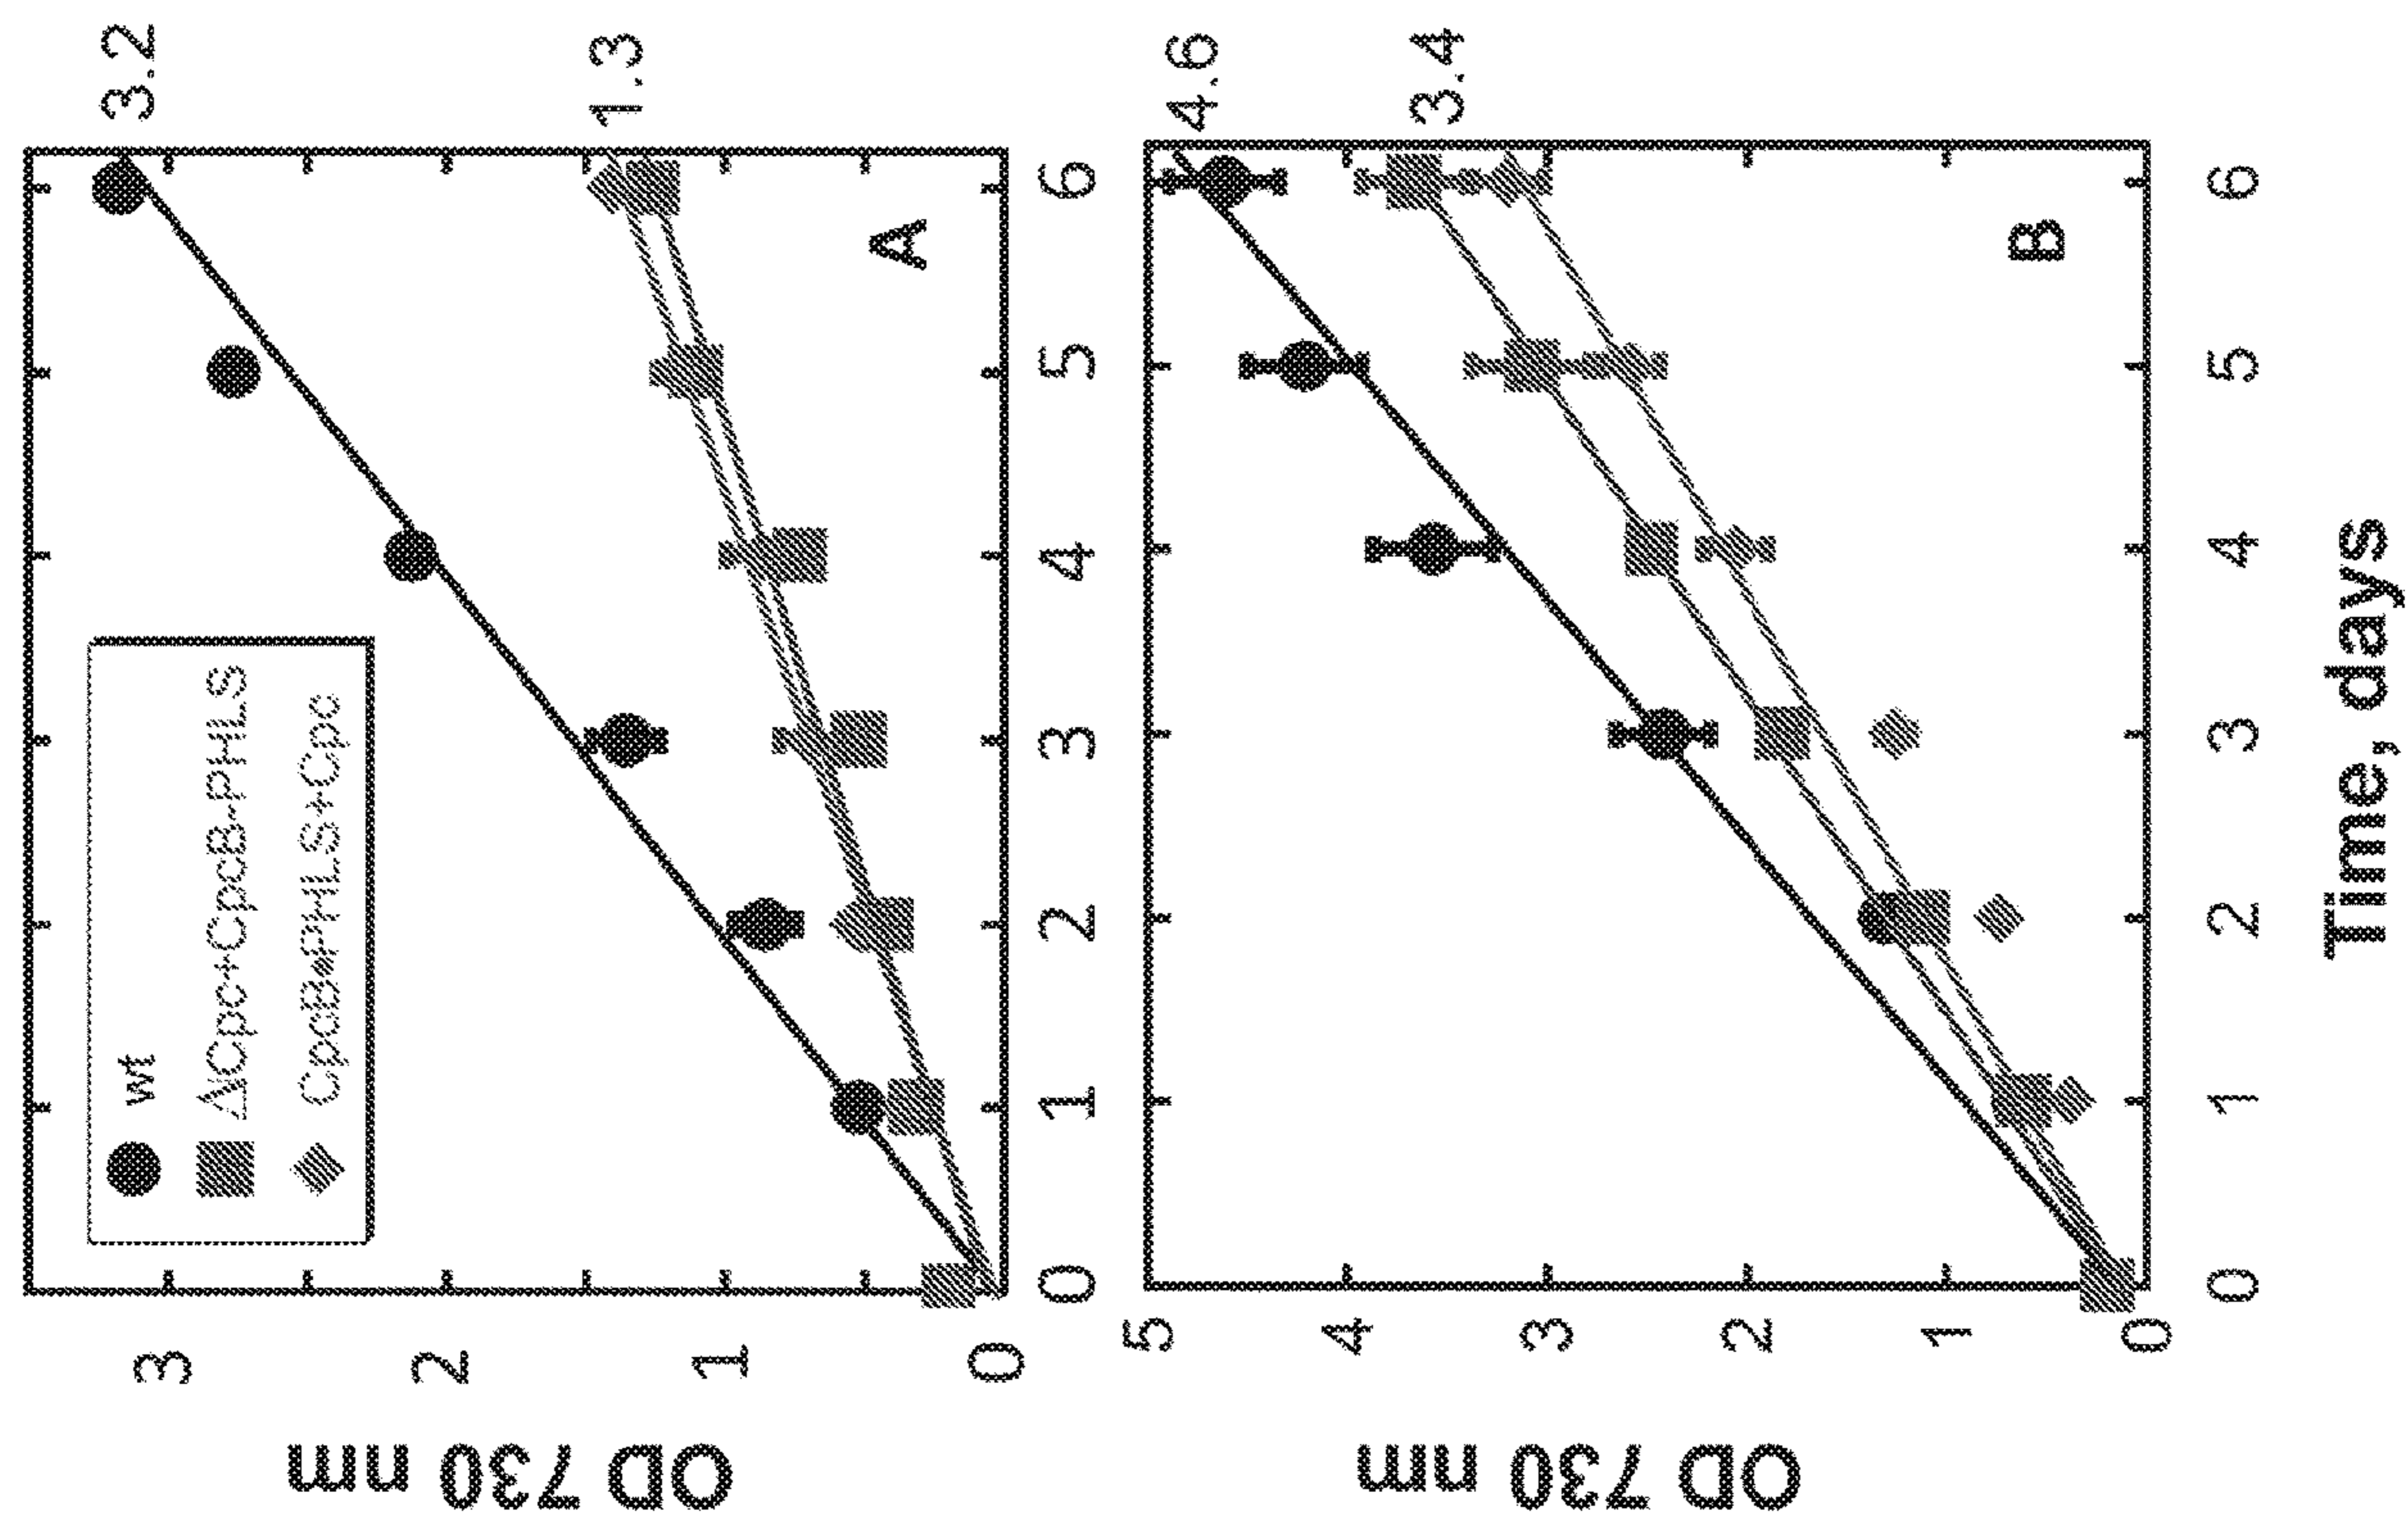 OD 730 nm
3
2
1
0
wt
ΔCpc+CpcB-PHLS
CpcB•PHLS+Cpc
3.2
1.3
A
0 1 2 3 4 5 6
OD 730 nm
5
4
3
2
1
0
4.6
3.4
B
0 1 2 3 4 5 6
Time, days